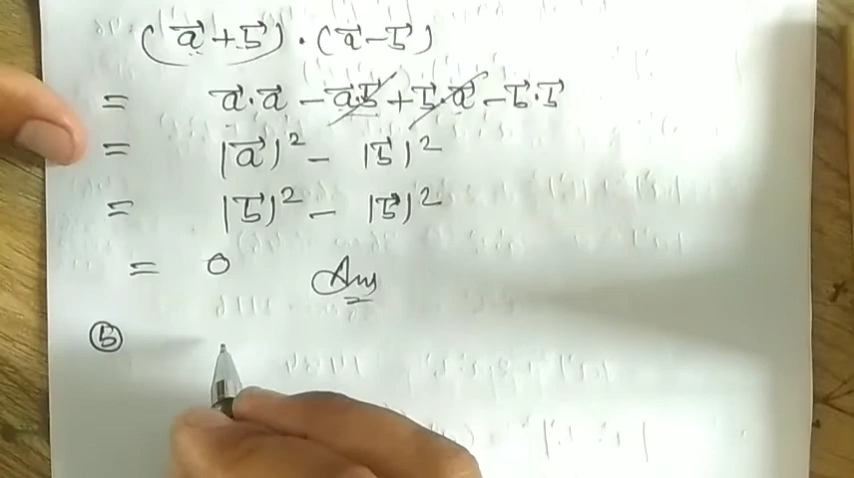 (a⃗+b⃗)·(a⃗-b⃗)
= a⃗·a⃗ - a⃗·b⃗ + b⃗·a⃗ - b⃗·b⃗
= |a⃗|² - |b⃗|²
= |b⃗|² - |b⃗|²
= 0 Ans
⑤